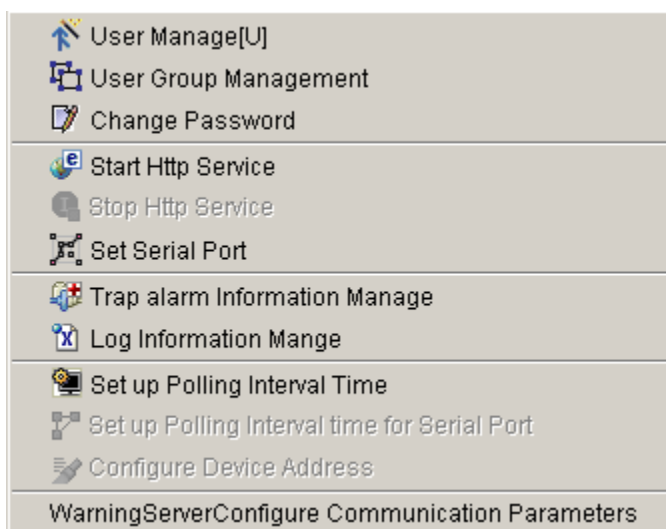 User Manage[U]
User Group Management
Change Password
Start Http Service
Stop Http Service
Set Serial Port
Trap alarm Information Manage
Log Information Mange
Set up Polling Interval Time
Set up Polling Interval time for Serial Port
Configure Device Address
WarningServerConfigure Communication Parameters